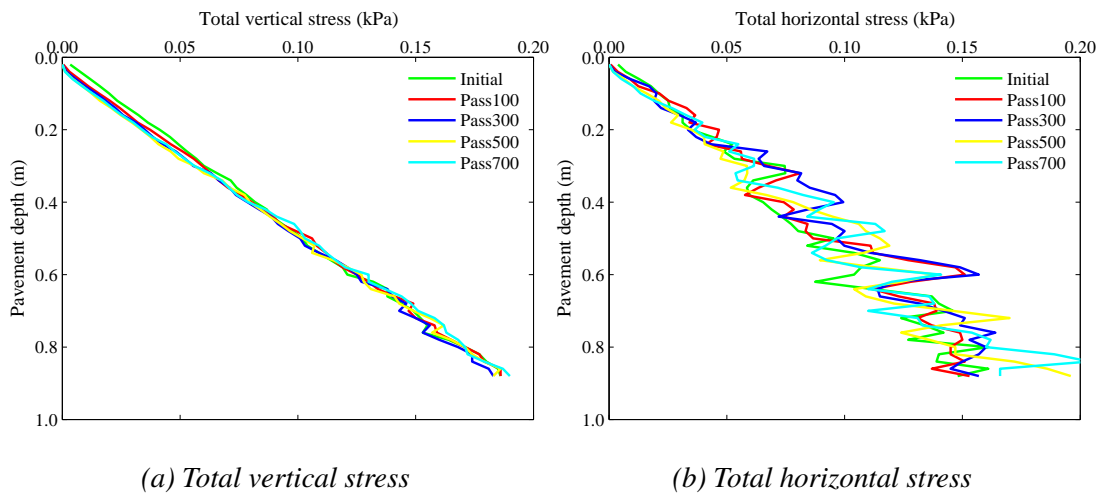 Total vertical stress (kPa)
0.00 0.05 0.10 0.15 0.20
0.0
0.2
0.4
0.6
0.8
1.0
Pavement depth (m)
Initial
Pass100
Pass300
Pass500
Pass700
(a) Total vertical stress
Total horizontal stress (kPa)
0.00 0.05 0.10 0.15 0.20
0.0
0.2
0.4
0.6
0.8
1.0
Pavement depth (m)
Initial
Pass100
Pass300
Pass500
Pass700
(b) Total horizontal stress